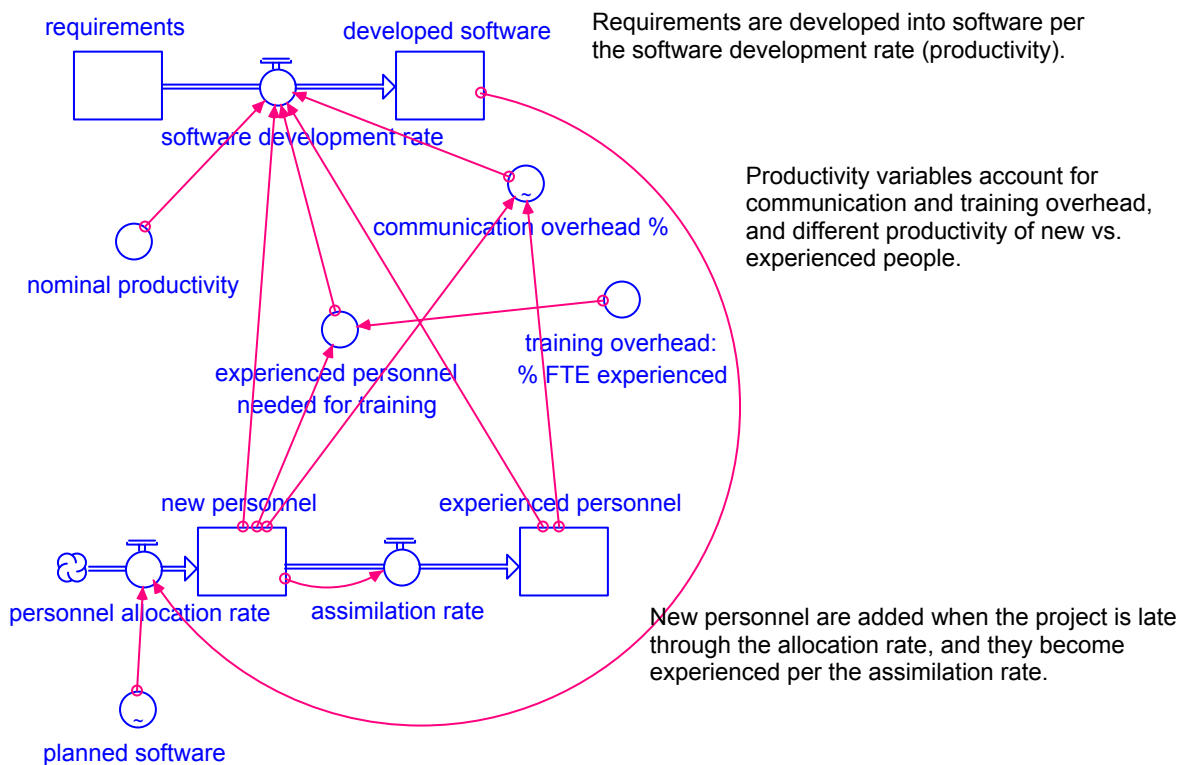 requirements
developed software
Requirements are developed into software per
the software development rate (productivity).
software development rate
~
communication overhead %
Productivity variables account for
communication and training overhead,
and different productivity of new vs.
experienced people.
nominal productivity
training overhead:
% FTE experienced
experienced personnel
needed for training
new personnel
experienced personnel
personnel allocation rate
assimilation rate
New personnel are added when the project is late
through the allocation rate, and they become
experienced per the assimilation rate.
~
planned software